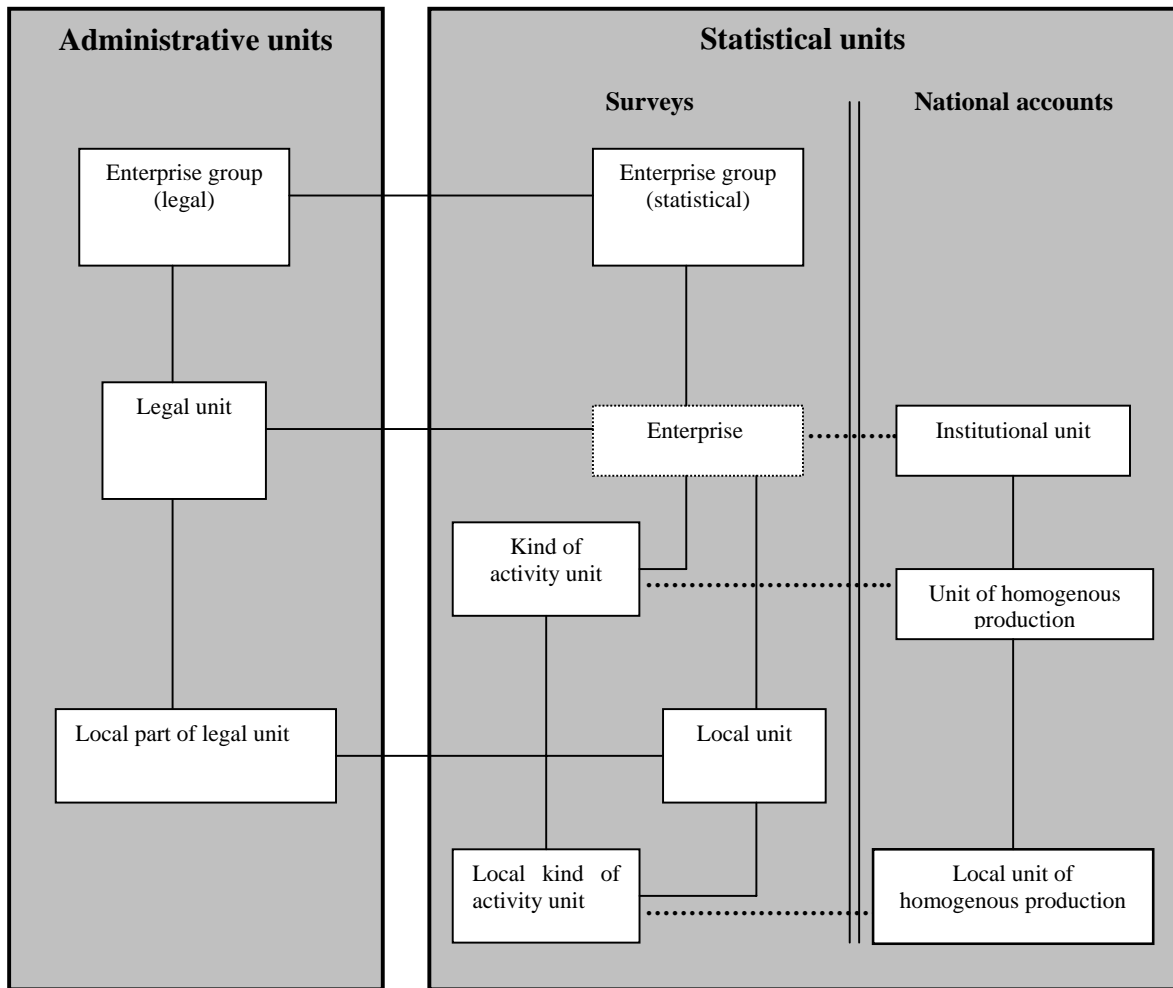 Administrative units
Statistical units
Surveys
National accounts
Enterprise group
(legal)
Enterprise group
(statistical)
Legal unit
Enterprise
Institutional unit
Kind of
activity unit
Unit of homogenous
production
Local part of legal unit
Local unit
Local kind of
activity unit
Local unit of
homogenous production